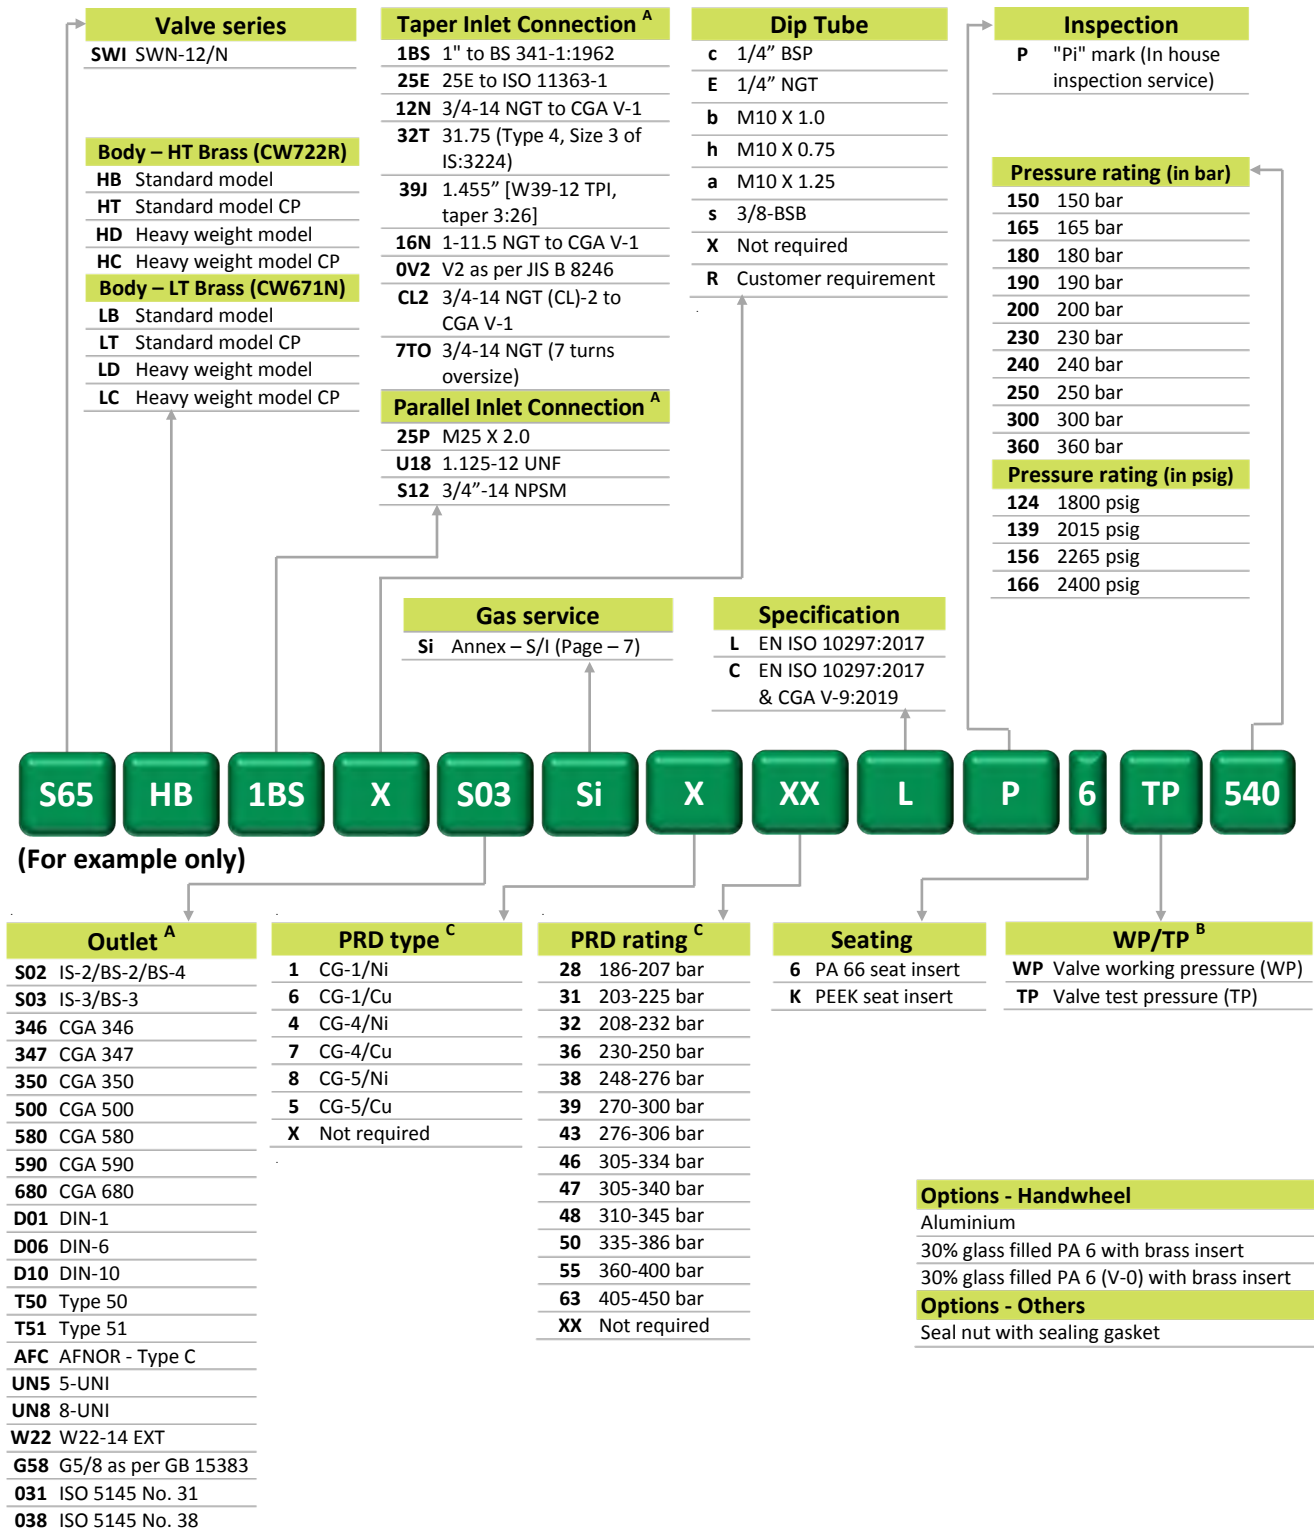 Valve series
SWI SWN-12/N
Body – HT Brass (CW722R)
HB Standard model
HT Standard model CP
HD Heavy weight model
HC Heavy weight model CP
Body – LT Brass (CW671N)
LB Standard model
LT Standard model CP
LD Heavy weight model
LC Heavy weight model CP
Taper Inlet Connection A
1BS 1" to BS 341-1:1962
25E 25E to ISO 11363-1
12N 3/4-14 NGT to CGA V-1
32T 31.75 (Type 4, Size 3 of
IS:3224)
39J 1.455” [W39-12 TPI,
taper 3:26]
16N 1-11.5 NGT to CGA V-1
0V2 V2 as per JIS B 8246
CL2 3/4-14 NGT (CL)-2 to
CGA V-1
7TO 3/4-14 NGT (7 turns
oversize)
Parallel Inlet Connection A
25P M25 X 2.0
U18 1.125-12 UNF
S12 3/4”-14 NPSM
Dip Tube
c 1/4” BSP
E 1/4” NGT
b M10 X 1.0
h M10 X 0.75
a M10 X 1.25
s 3/8-BSB
X Not required
R Customer requirement
Inspection
P "Pi" mark (In house
inspection service)
Pressure rating (in bar)
150 150 bar
165 165 bar
180 180 bar
190 190 bar
200 200 bar
230 230 bar
240 240 bar
250 250 bar
300 300 bar
360 360 bar
Pressure rating (in psig)
124 1800 psig
139 2015 psig
156 2265 psig
166 2400 psig
Gas service
Si Annex – S/I (Page – 7)
Specification
L EN ISO 10297:2017
C EN ISO 10297:2017
& CGA V-9:2019
S65 HB 1BS X S03 Si X XX L P 6 TP 540
(For example only)
Outlet A
S02 IS-2/BS-2/BS-4
S03 IS-3/BS-3
346 CGA 346
347 CGA 347
350 CGA 350
500 CGA 500
580 CGA 580
590 CGA 590
680 CGA 680
D01 DIN-1
D06 DIN-6
D10 DIN-10
T50 Type 50
T51 Type 51
AFC AFNOR - Type C
UN5 5-UNI
UN8 8-UNI
W22 W22-14 EXT
G58 G5/8 as per GB 15383
031 ISO 5145 No. 31
038 ISO 5145 No. 38
PRD type C
1 CG-1/Ni
6 CG-1/Cu
4 CG-4/Ni
7 CG-4/Cu
8 CG-5/Ni
5 CG-5/Cu
X Not required
PRD rating C
28 186-207 bar
31 203-225 bar
32 208-232 bar
36 230-250 bar
38 248-276 bar
39 270-300 bar
43 276-306 bar
46 305-334 bar
47 305-340 bar
48 310-345 bar
50 335-386 bar
55 360-400 bar
63 405-450 bar
XX Not required
Seating
6 PA 66 seat insert
K PEEK seat insert
WP/TP B
WP Valve working pressure (WP)
TP Valve test pressure (TP)
Options - Handwheel
Aluminium
30% glass filled PA 6 with brass insert
30% glass filled PA 6 (V-0) with brass insert
Options - Others
Seal nut with sealing gasket